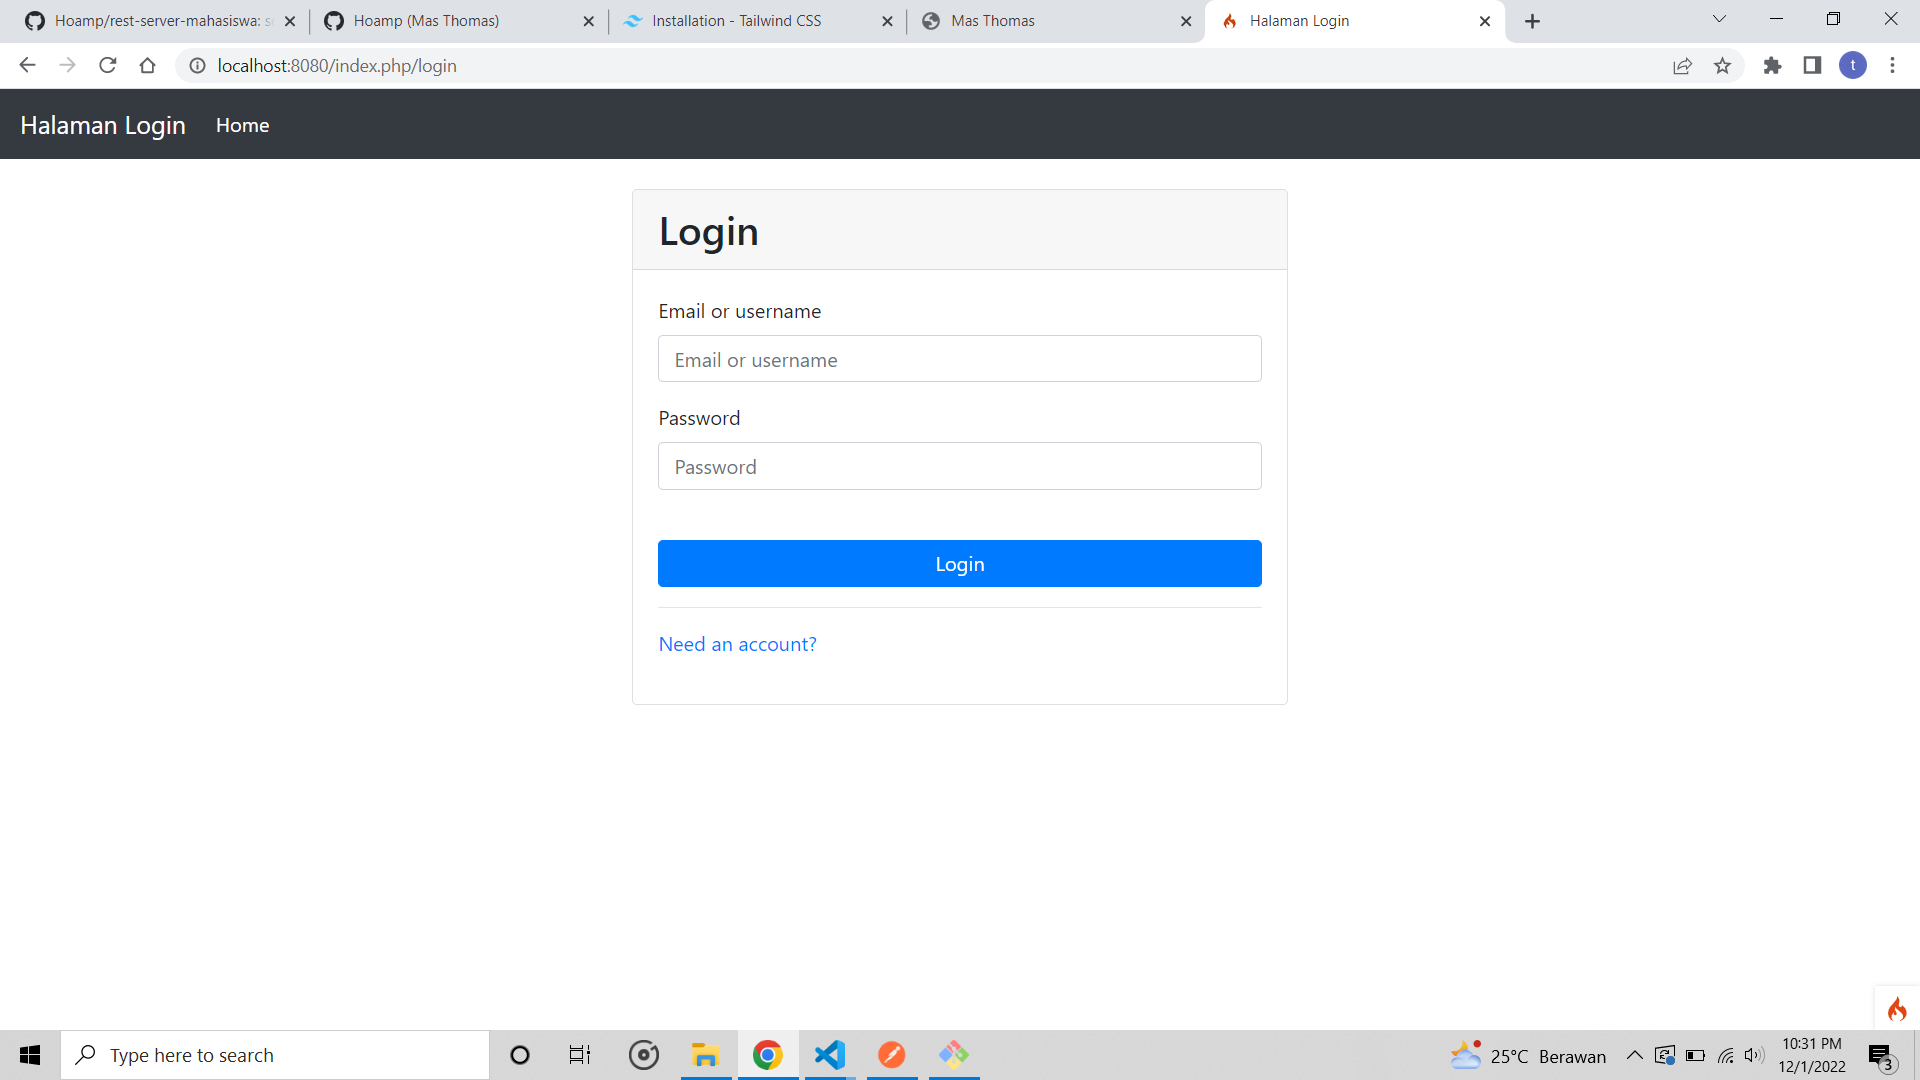 Hoamp/rest-server-mahasiswa: se
Hoamp (Mas Thomas)
Installation - Tailwind CSS
Mas Thomas
Halaman Login
localhost:8080/index.php/login
t
Halaman Login
Home
Login
Email or username
Email or username
Password
Password
Login
Need an account?
Type here to search
25°C Berawan
10:31 PM
12/1/2022
3